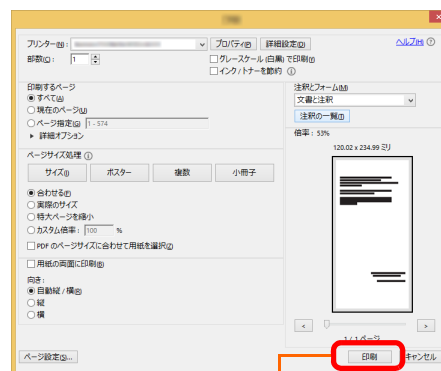 印刷
プリンター(N): プロパティ(P) 詳細設定(D) ヘルプ(H)
部数(C): 1 グレースケール (白黒) で印刷(Y)
インク / トナーを節約
印刷するページ
すべて(A)
現在のページ(U)
ページ指定(G) 1 - 574
詳細オプション
ページサイズ処理
サイズ(I) ポスター 複数 小冊子
合わせる(F)
実際のサイズ
特大ページを縮小
カスタム倍率: 100 %
PDF のページサイズに合わせて用紙を選択(Z)
用紙の両面に印刷(B)
向き:
自動縦 / 横(R)
縦
横
注釈とフォーム(M)
文書と注釈
注釈の一覧(T)
倍率: 53%
120.02 x 234.99 ミリ
< >
1 / 1 ページ
ページ設定(S)... 印刷 キャンセル